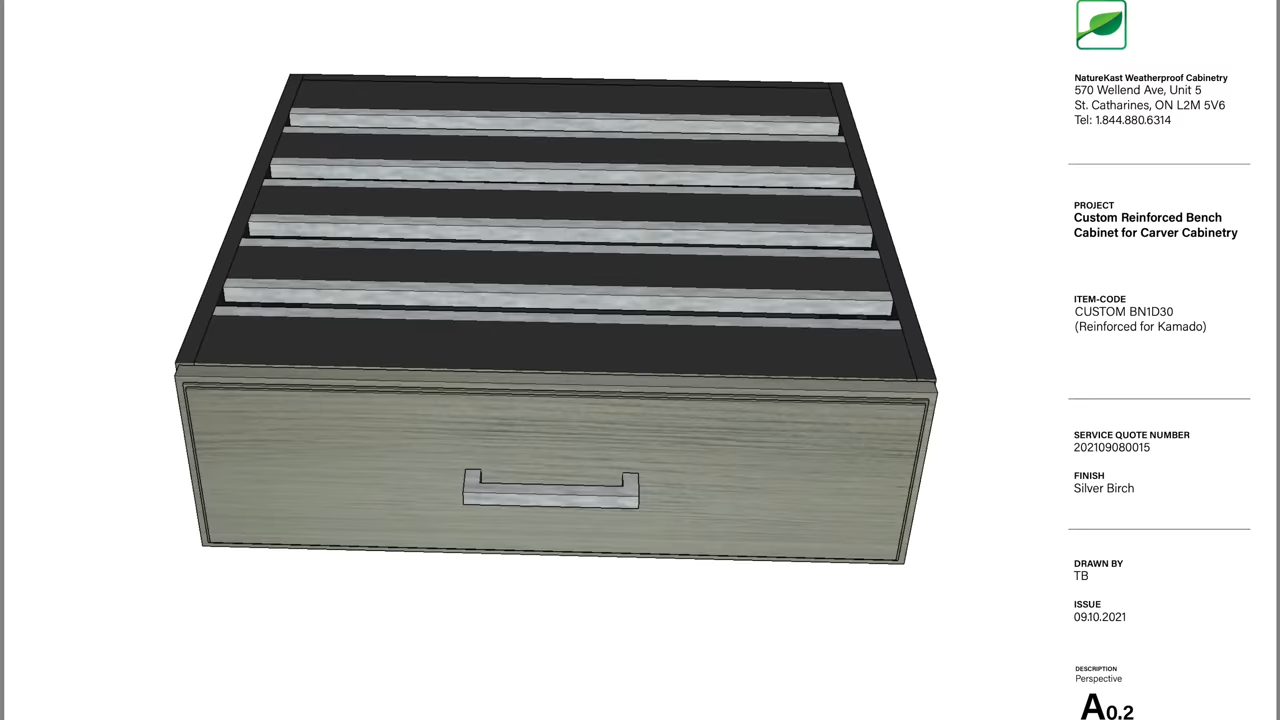 NatureKast Weatherproof Cabinetry
570 Wellend Ave, Unit 5
St. Catharines, ON L2M 5V6
Tel: 1.844.880.6314
PROJECT
Custom Reinforced Bench
Cabinet for Carver Cabinetry
ITEM-CODE
CUSTOM BN1D30
(Reinforced for Kamado)
SERVICE QUOTE NUMBER
202109080015
FINISH
Silver Birch
DRAWN BY
TB
ISSUE
09.10.2021
DESCRIPTION
Perspective
A0.2